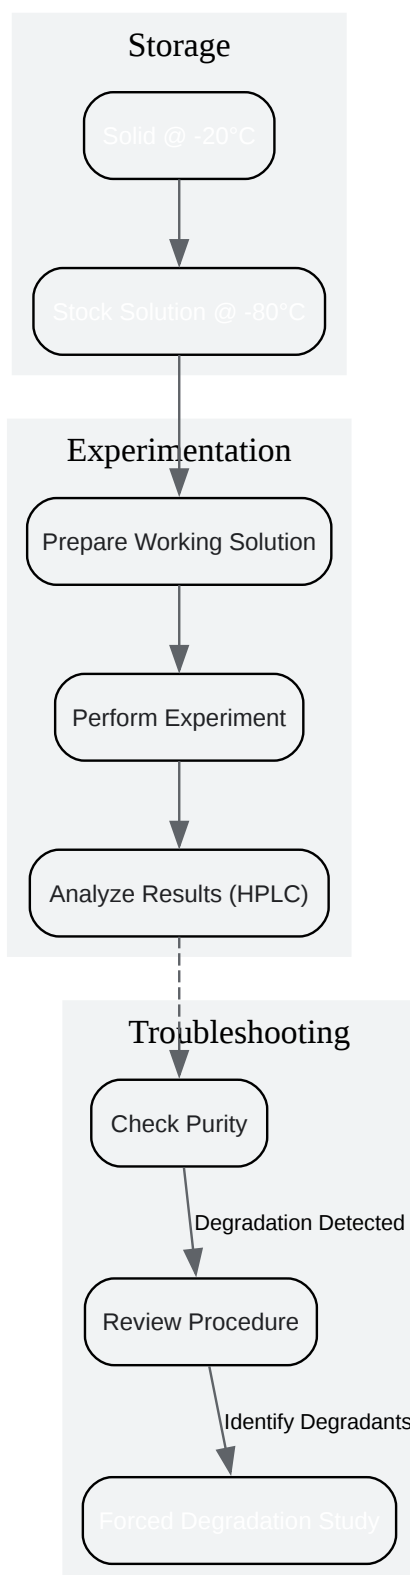 Storage
Solid @ -20°C
Stock Solution @ -80°C
Experimentation
Prepare Working Solution
Perform Experiment
Analyze Results (HPLC)
Troubleshooting
Check Purity
Degradation Detected
Review Procedure
Identify Degradants
Forced Degradation Study